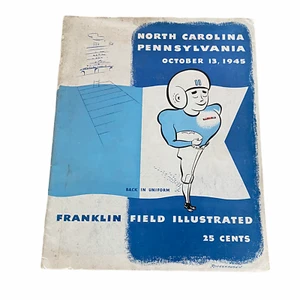 NORTH CAROLINA
PENNSYLVANIA
OCTOBER 13, 1945
BACK IN UNIFORM
FRANKLIN FIELD ILLUSTRATED
25 CENTS